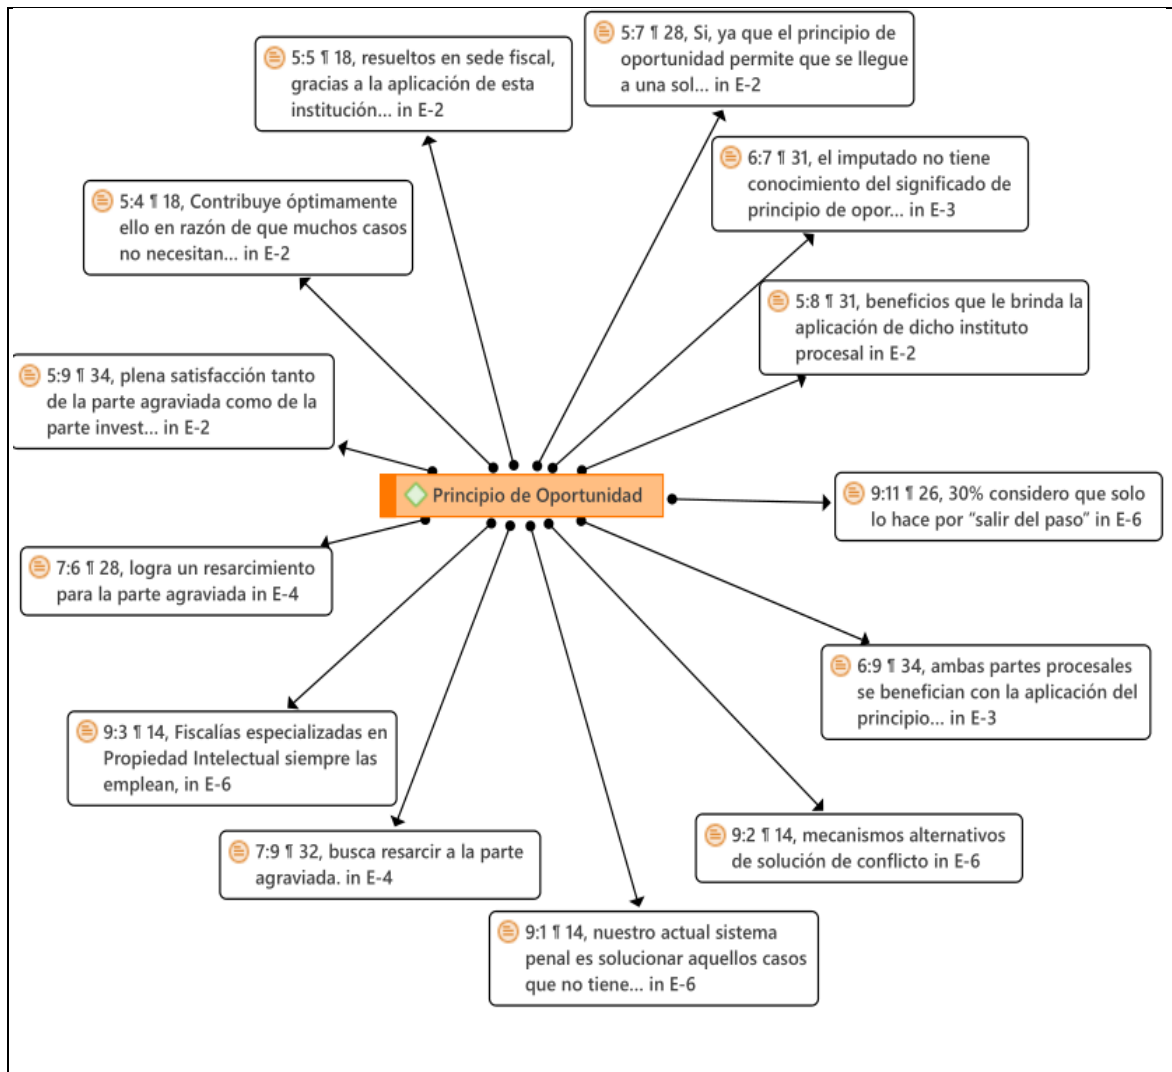 5:7 ¶ 28, Si, ya que el principio de
oportunidad permite que se llegue
a una sol... in E-2
5:5 ¶ 18, resueltos en sede fiscal,
gracias a la aplicación de esta
institución... in E-2
6:7 ¶ 31, el imputado no tiene
conocimiento del significado de
principio de opor... in E-3
5:4 ¶ 18, Contribuye óptimamente
ello en razón de que muchos casos
no necesitan... in E-2
5:8 ¶ 31, beneficios que le brinda la
aplicación de dicho instituto
procesal in E-2
5:9 ¶ 34, plena satisfacción tanto
de la parte agraviada como de la
parte invest... in E-2
Principio de Oportunidad
9:11 ¶ 26, 30% considero que solo
lo hace por “salir del paso” in E-6
7:6 ¶ 28, logra un resarcimiento
para la parte agraviada in E-4
6:9 ¶ 34, ambas partes procesales
se benefician con la aplicación del
principio... in E-3
9:3 ¶ 14, Fiscalías especializadas en
Propiedad Intelectual siempre las
emplean, in E-6
9:2 ¶ 14, mecanismos alternativos
de solución de conflicto in E-6
7:9 ¶ 32, busca resarcir a la parte
agraviada. in E-4
9:1 ¶ 14, nuestro actual sistema
penal es solucionar aquellos casos
que no tiene... in E-6